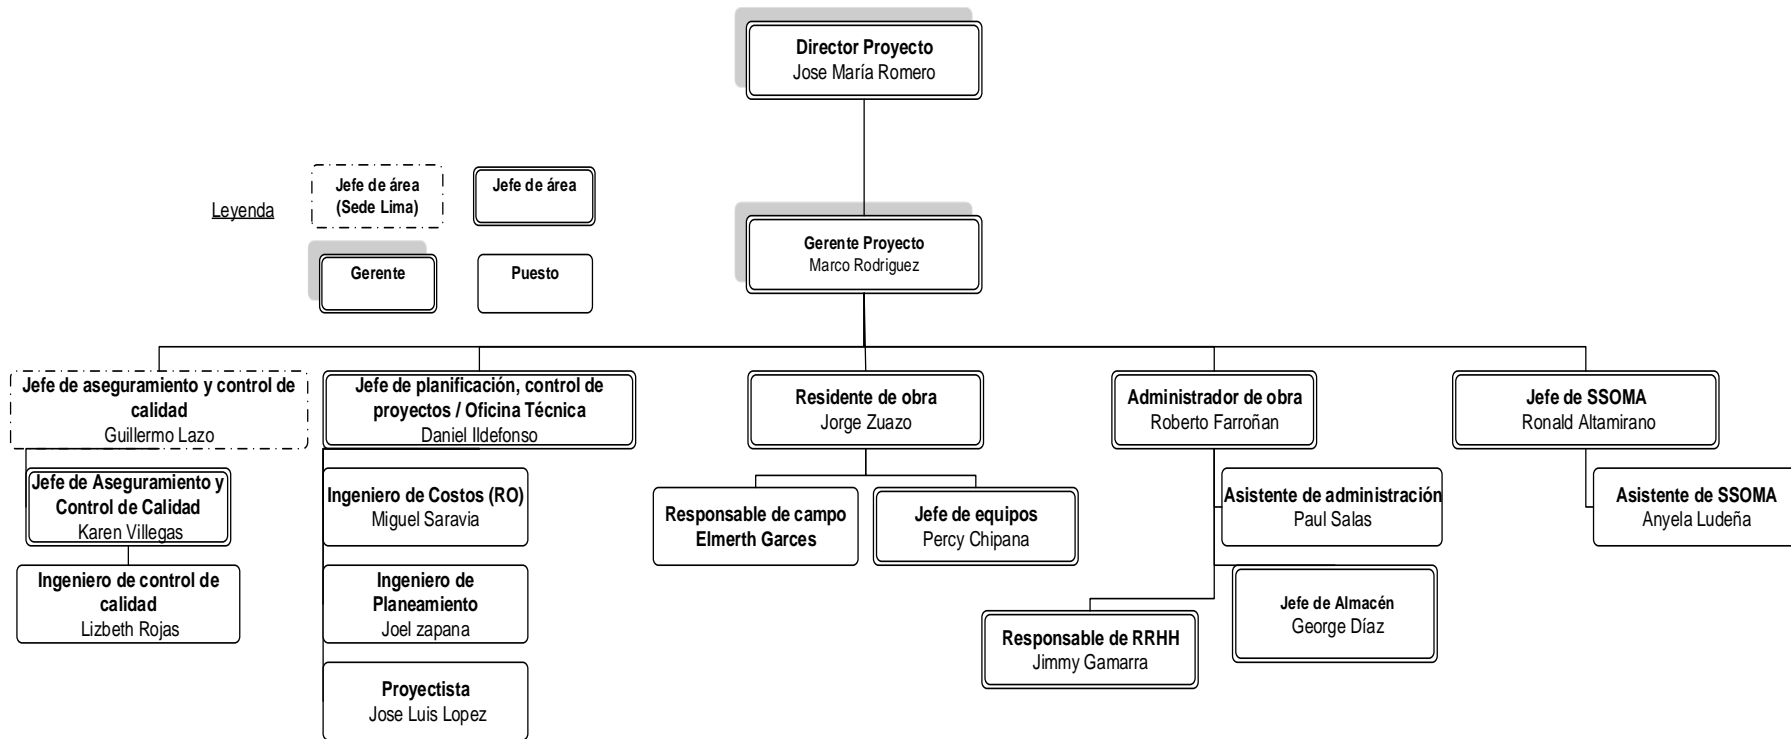 Director Proyecto
Jose María Romero
Leyenda
Jefe de área
(Sede Lima)
Jefe de área
Gerente
Puesto
Gerente Proyecto
Marco Rodriguez
Jefe de aseguramiento y control de
calidad
Guillermo Lazo
Jefe de planificación, control de
proyectos / Oficina Técnica
Daniel Ildefonso
Residente de obra
Jorge Zuazo
Administrador de obra
Roberto Farroñan
Jefe de SSOMA
Ronald Altamirano
Jefe de Aseguramiento y
Control de Calidad
Karen Villegas
Ingeniero de control de
calidad
Lizbeth Rojas
Ingeniero de Costos (RO)
Miguel Saravia
Ingeniero de
Planeamiento
Joel zapana
Proyectista
Jose Luis Lopez
Responsable de campo
Elmerth Garces
Jefe de equipos
Percy Chipana
Asistente de administración
Paul Salas
Jefe de Almacén
George Díaz
Responsable de RRHH
Jimmy Gamarra
Asistente de SSOMA
Anyela Ludeña